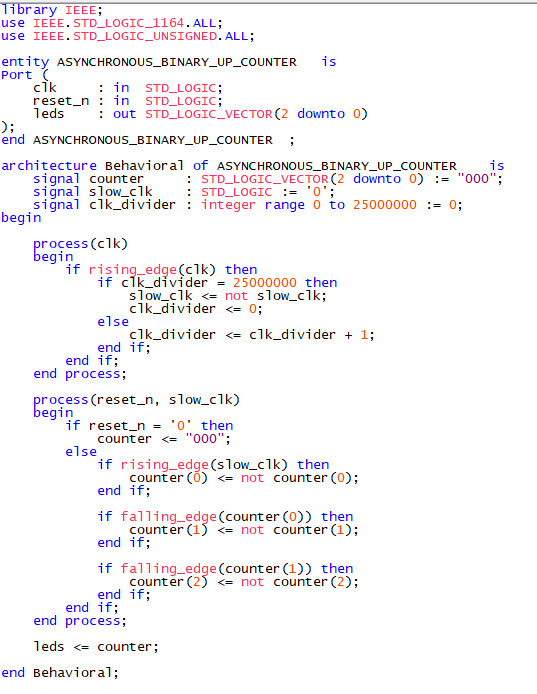 library IEEE;
use IEEE.STD_LOGIC_1164.ALL;
use IEEE.STD_LOGIC_UNSIGNED.ALL;

entity ASYNCHRONOUS_BINARY_UP_COUNTER   is
Port (
    clk     : in  STD_LOGIC;
    reset_n : in  STD_LOGIC;
    leds    : out STD_LOGIC_VECTOR(2 downto 0)
);
end ASYNCHRONOUS_BINARY_UP_COUNTER  ;

architecture Behavioral of ASYNCHRONOUS_BINARY_UP_COUNTER    is
    signal counter     : STD_LOGIC_VECTOR(2 downto 0) := "000";
    signal slow_clk    : STD_LOGIC := '0';
    signal clk_divider : integer range 0 to 25000000 := 0;
begin

    process(clk)
    begin
        if rising_edge(clk) then
            if clk_divider = 25000000 then
                slow_clk <= not slow_clk;
                clk_divider <= 0;
            else
                clk_divider <= clk_divider + 1;
            end if;
        end if;
    end process;

    process(reset_n, slow_clk)
    begin
        if reset_n = '0' then
            counter <= "000";
        else
            if rising_edge(slow_clk) then
                counter(0) <= not counter(0);
            end if;

            if falling_edge(counter(0)) then
                counter(1) <= not counter(1);
            end if;

            if falling_edge(counter(1)) then
                counter(2) <= not counter(2);
            end if;
        end if;
    end process;

    leds <= counter;

end Behavioral;